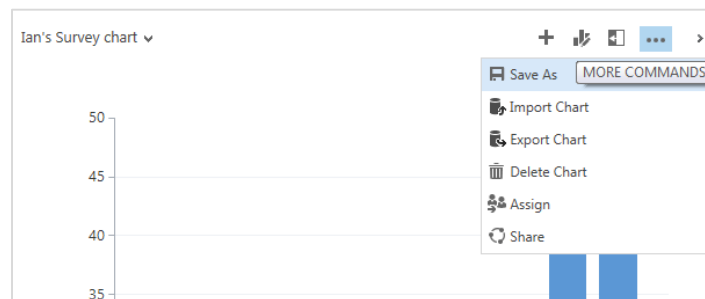 Ian's Survey chart
Save As
MORE COMMANDS
Import Chart
Export Chart
Delete Chart
Assign
Share
50
45
40
35